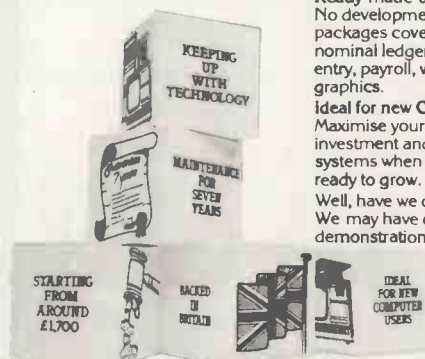 No developme
packages cove
nominal ledger
entry, payroll, v
graphics.
Ideal for new C
Maximise your
investment and
systems when
ready to grow.
Well, have we c
We may have c
demonstration
KEEPING
UP
WITH
TECHNOLOGY
MAINTENANCE
FOR
SEVEN
YEARS
STARTING
FROM
AROUND
£1,700
BACKED
IN
BRITAIN
IDEAL
FOR NEW
COMPUTER
USERS